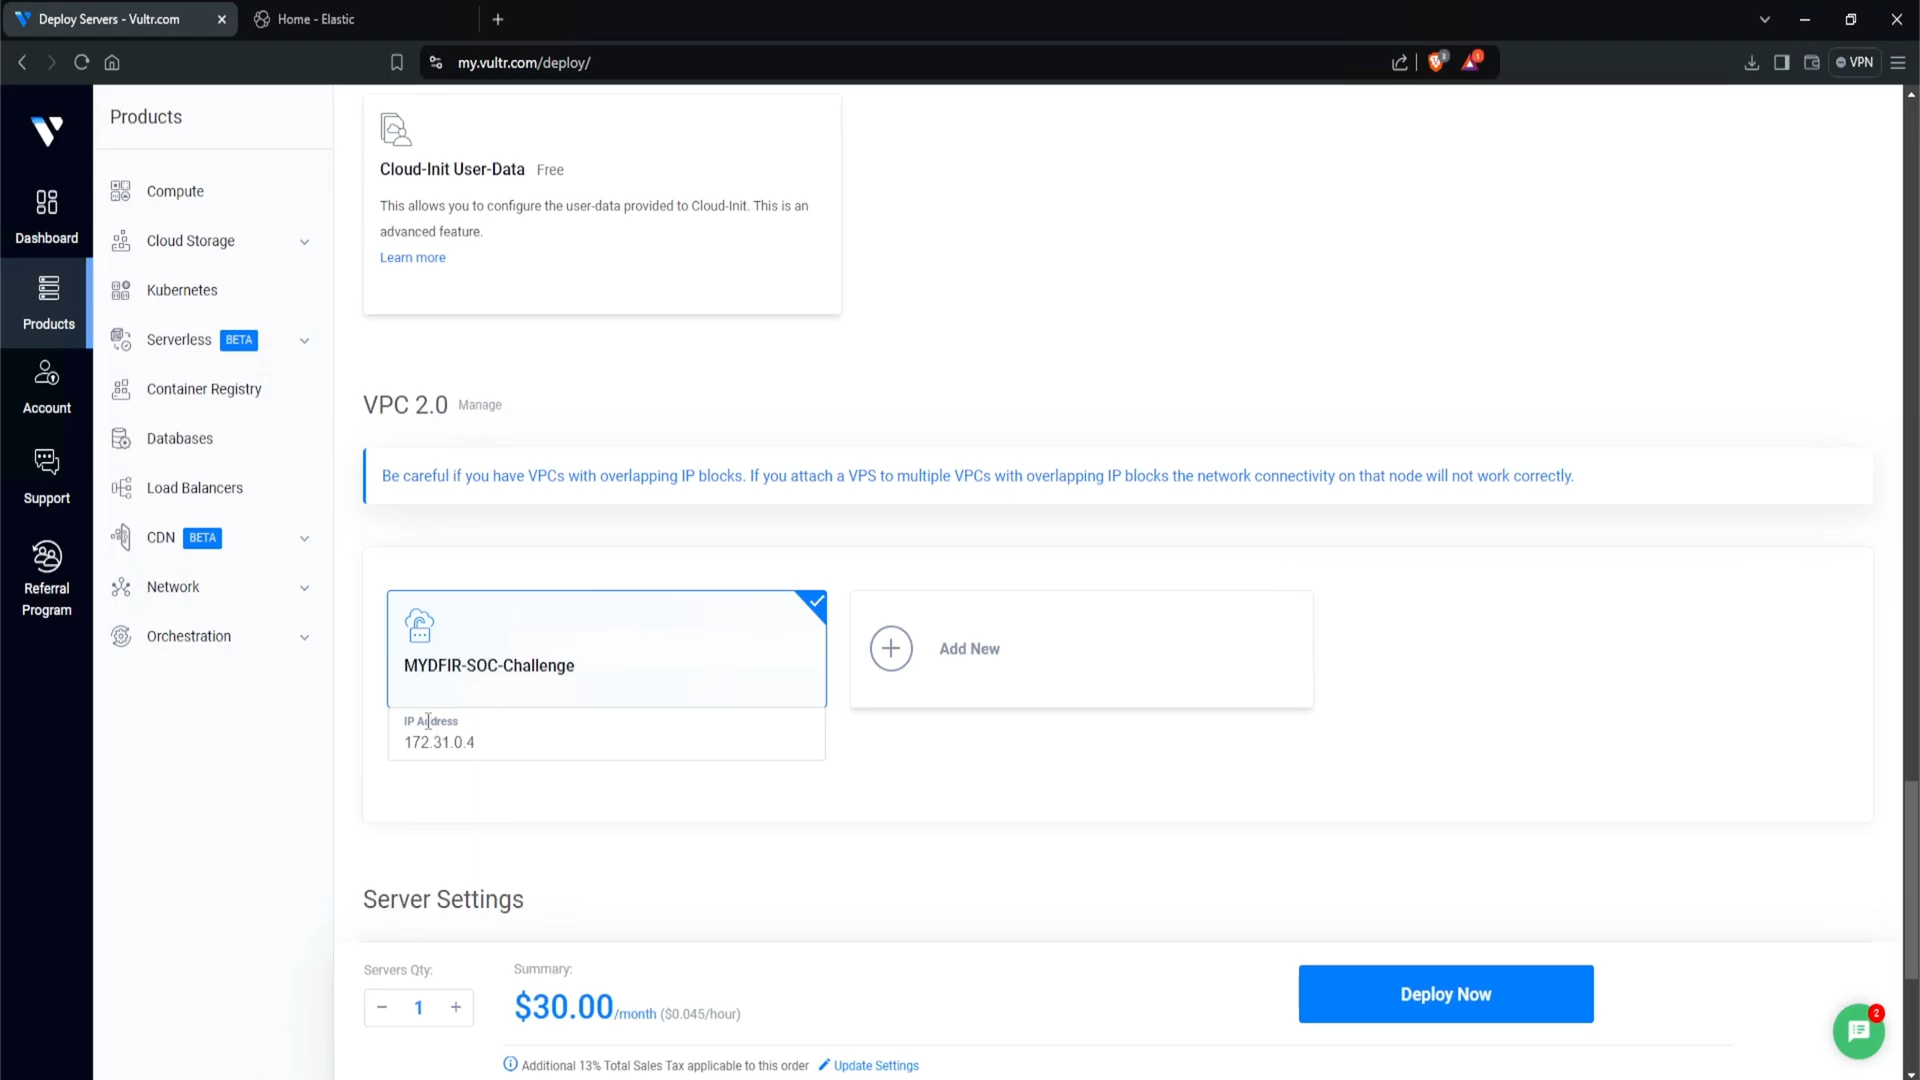 Deploy Servers - Vultr.com
Home - Elastic
my.vultr.com/deploy/
3
1
VPN
Products
Compute
Cloud Storage
Kubernetes
Serverless BETA
Container Registry
Databases
Load Balancers
CDN BETA
Network
Orchestration
Dashboard
Products
Account
Support
Referral
Program
Cloud-Init User-Data Free
This allows you to configure the user-data provided to Cloud-Init. This is an
advanced feature.
Learn more
VPC 2.0 Manage
Be careful if you have VPCs with overlapping IP blocks. If you attach a VPS to multiple VPCs with overlapping IP blocks the network connectivity on that node will not work correctly.
MYDFIR-SOC-Challenge
Add New
IP Address
172.31.0.4
Server Settings
Servers Qty:
1
Summary:
$30.00/month ($0.045/hour)
Deploy Now
2
Additional 13% Total Sales Tax applicable to this order Update Settings